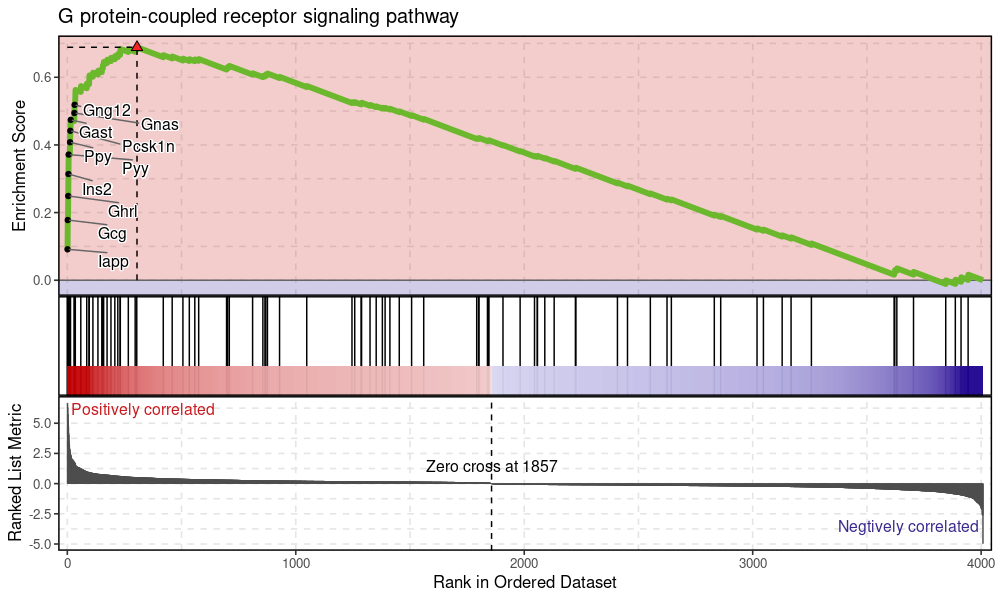 G protein-coupled receptor signaling pathway
Enrichment Score
0.6
0.4
0.2
0.0
Gng12
Gnas
Gast
Pcsk1n
Ppy
Pyy
Ins2
Ghrl
Gcg
Iapp
Ranked List Metric
5.0
2.5
0.0
-2.5
-5.0
Positively correlated
Zero cross at 1857
Negtively correlated
0 1000 2000 3000 4000
Rank in Ordered Dataset